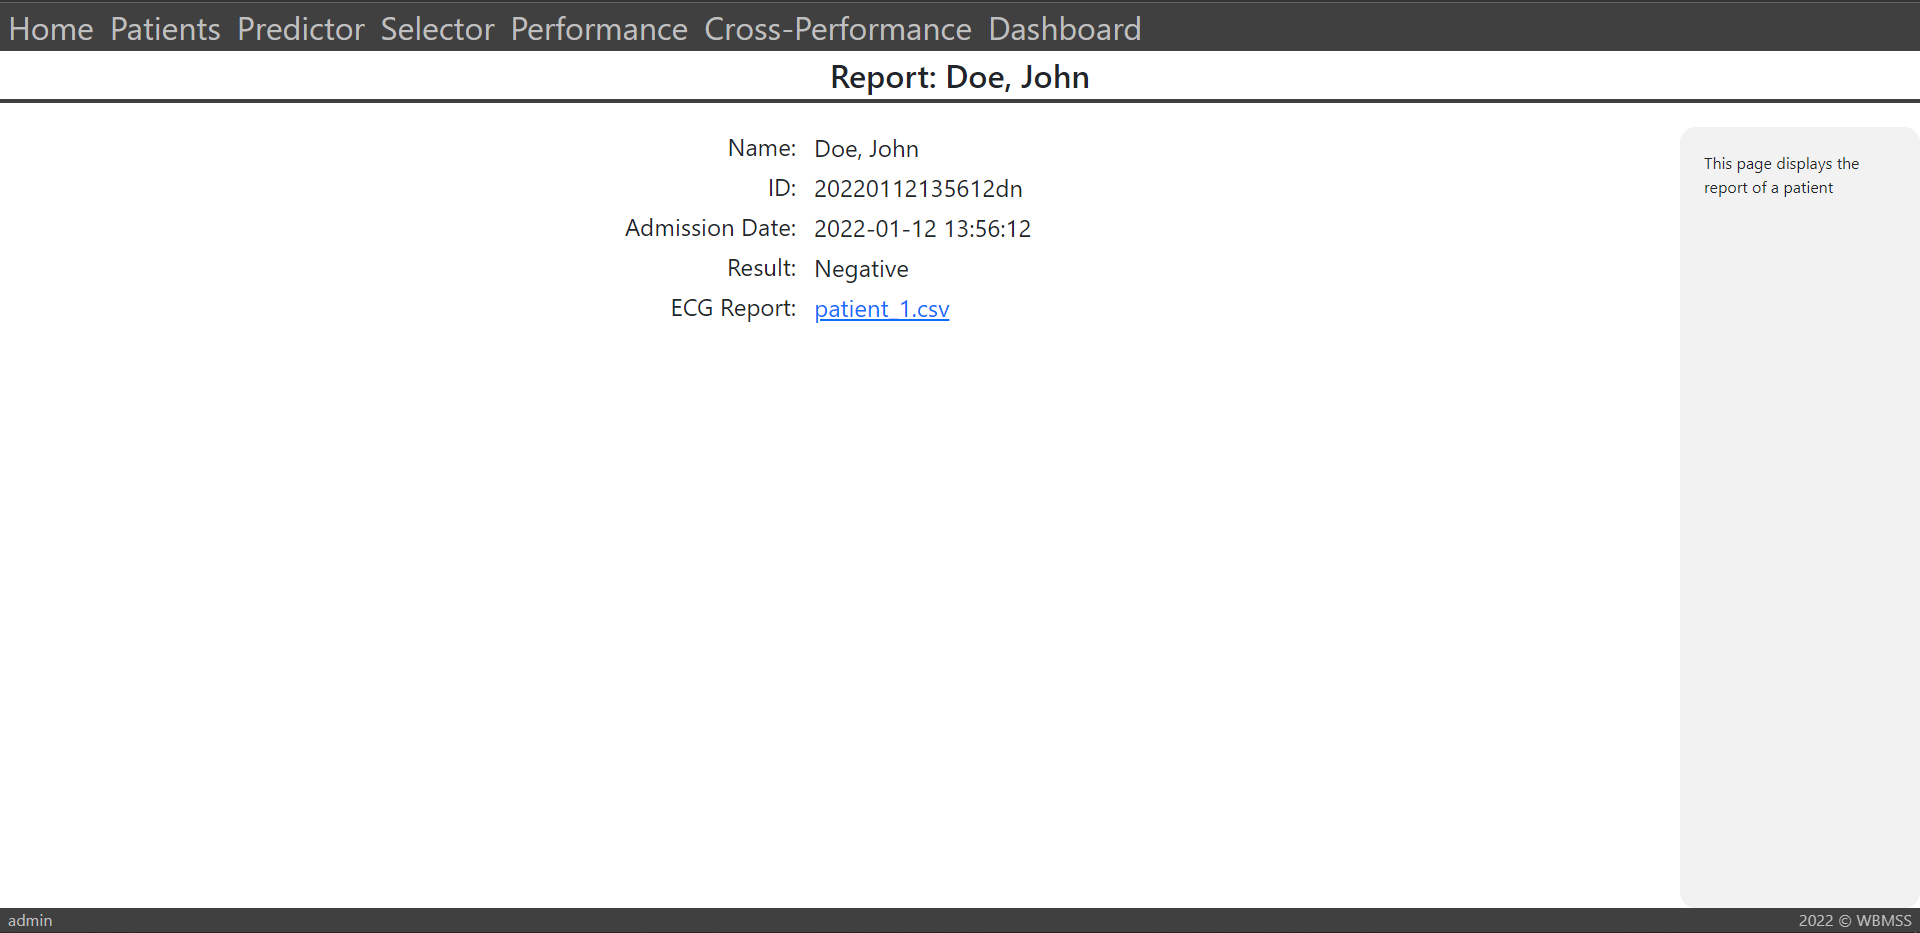 Home Patients Predictor Selector Performance Cross-Performance Dashboard
Report: Doe, John
Name: Doe, John
ID: 20220112135612dn
Admission Date: 2022-01-12 13:56:12
Result: Negative
ECG Report: patient_1.csv
This page displays the
report of a patient
admin
2022 © WBMSS